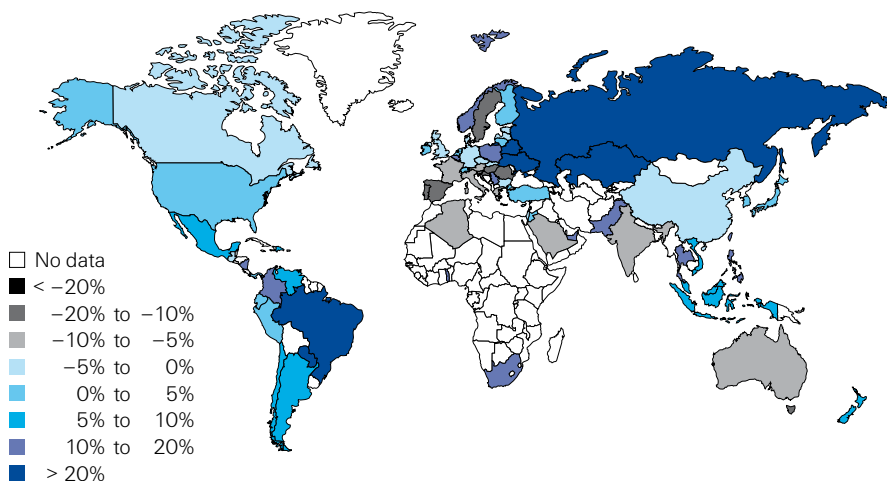 No data
< −20%
−20% to −10%
−10% to −5%
−5% to 0%
0% to 5%
5% to 10%
10% to 20%
> 20%